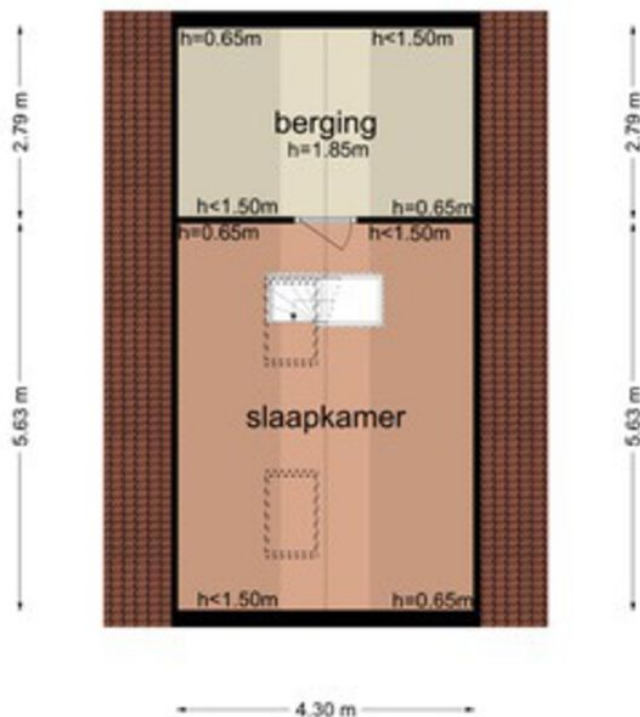 h=0.65m h<1.50m
2.79 m
2.79 m
berging
h=1.85m
h<1.50m h=0.65m
h=0.65m h<1.50m
5.63 m
5.63 m
slaapkamer
h<1.50m h=0.65m
4.30 m